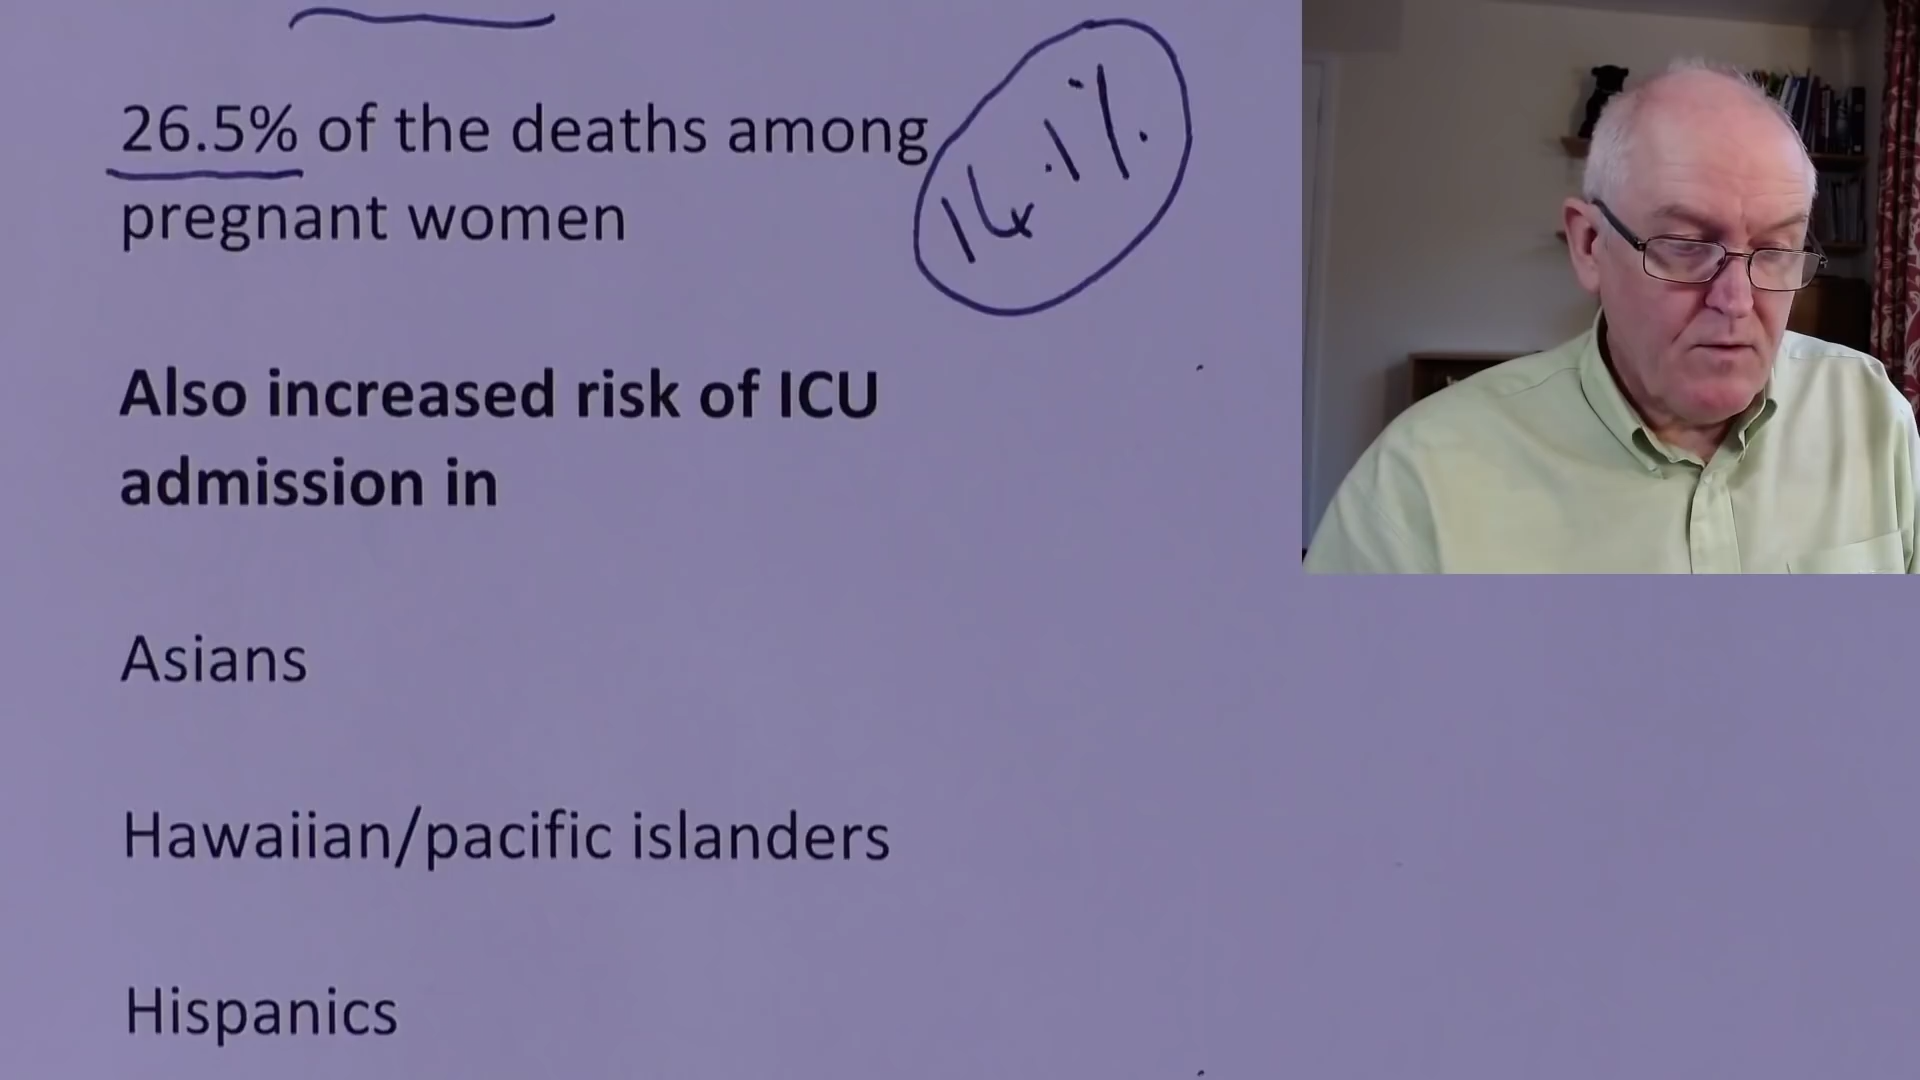 26.5% of the deaths among
pregnant women
14.1%
Also increased risk of ICU
admission in
Asians
Hawaiian/pacific islanders
Hispanics